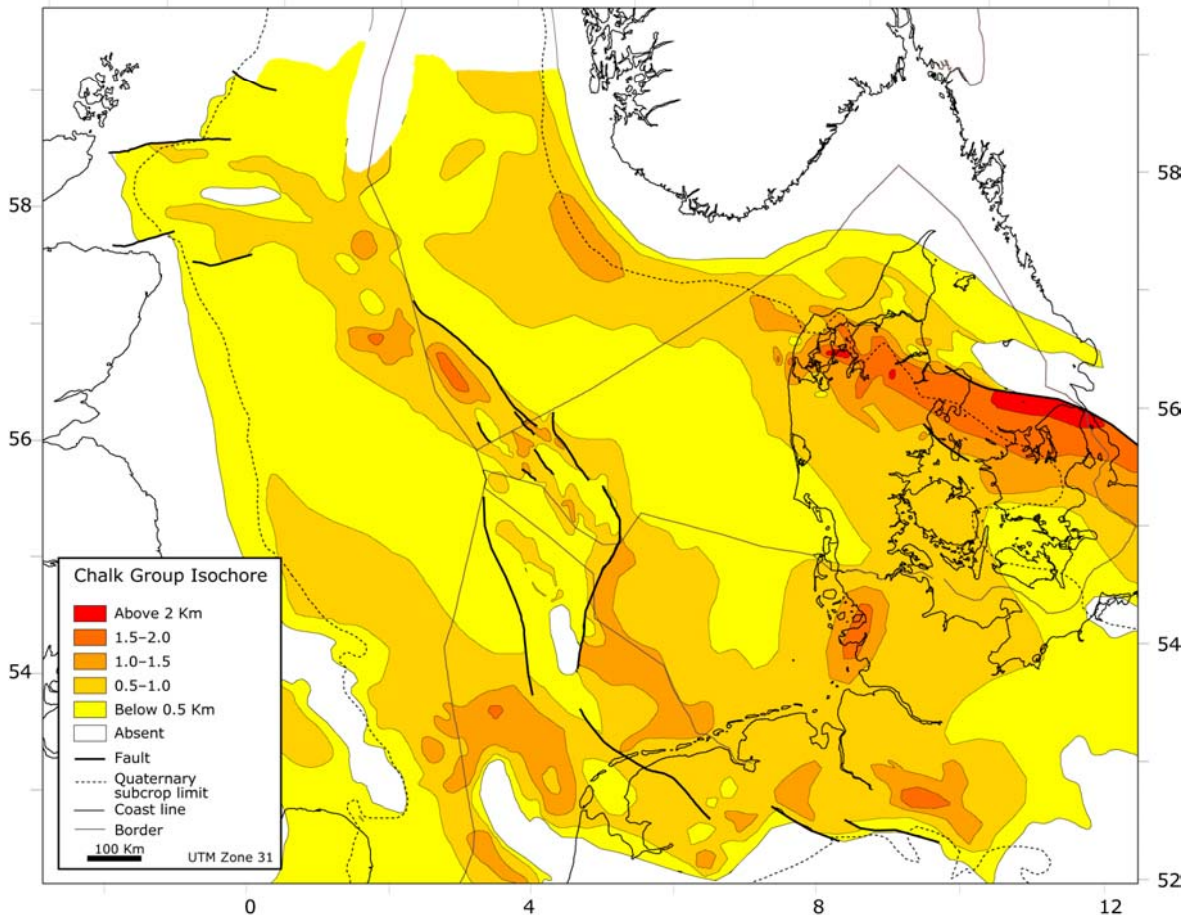 58
56
54
58
56
54
52
Chalk Group Isochore
Above 2 Km
1.5–2.0
1.0–1.5
0.5–1.0
Below 0.5 Km
Absent
Fault
Quaternary
subcrop limit
Coast line
Border
100 Km
UTM Zone 31
0
4
8
12